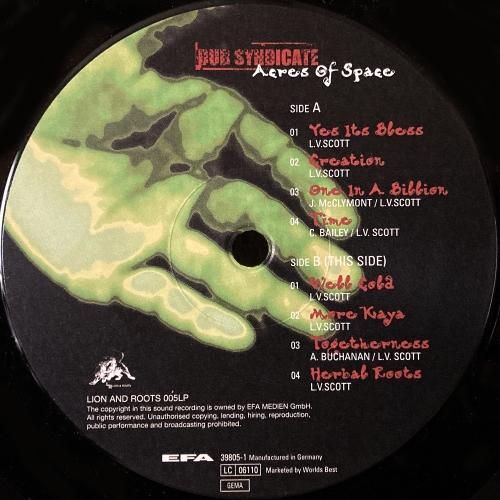 DUB SYNDICATE
Acres Of Space
SIDE A
01 Yes Its Bless
L.V.SCOTT
02 Creation
L.V.SCOTT
03 One In A Billion
J. McCLYMONT / L.V.SCOTT
04 Time
C. BAILEY / L.V. SCOTT
SIDE B (THIS SIDE)
01 Well Gold
L.V.SCOTT
02 More Kaya
L.V.SCOTT
03 Togetherness
A. BUCHANAN / L.V. SCOTT
04 Herbal Roots
L.V.SCOTT
LION AND ROOTS 005LP
The copyright in this sound recording is owned by EFA MEDIEN GmbH.
All rights reserved. Unauthorised copying, lending, hiring, reproduction,
public performance and broadcasting prohibited.
EFA 39805-1 Manufactured in Germany
LC 06110 Marketed by Worlds Best
GEMA